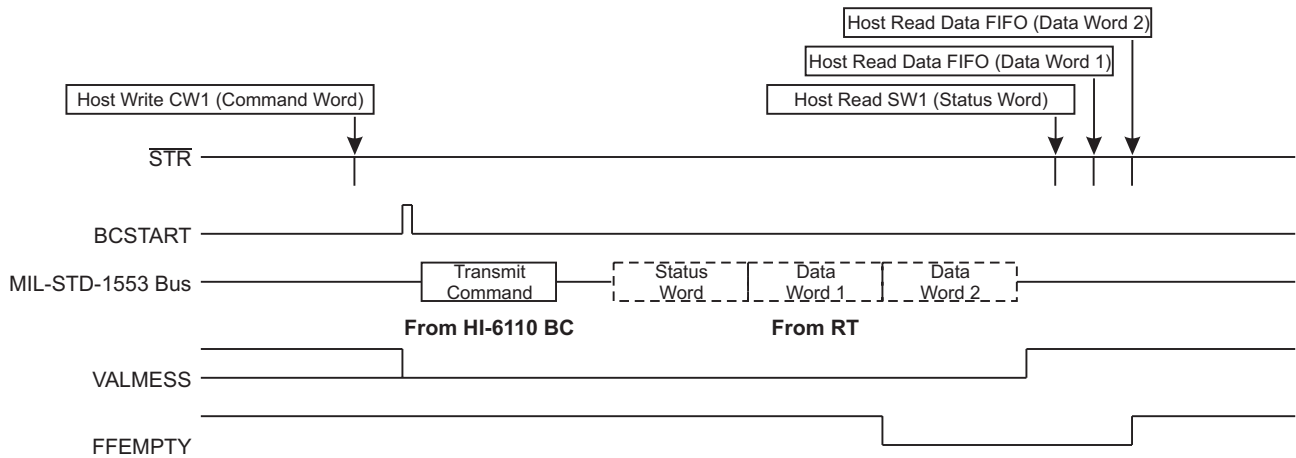 Host Read Data FIFO (Data Word 2)
Host Read Data FIFO (Data Word 1)
Host Write CW1 (Command Word)
Host Read SW1 (Status Word)
STR
BCSTART
MIL-STD-1553 Bus
Transmit
Command
Status
Word
Data
Word 1
Data
Word 2
From HI-6110 BC
From RT
VALMESS
FFEMPTY